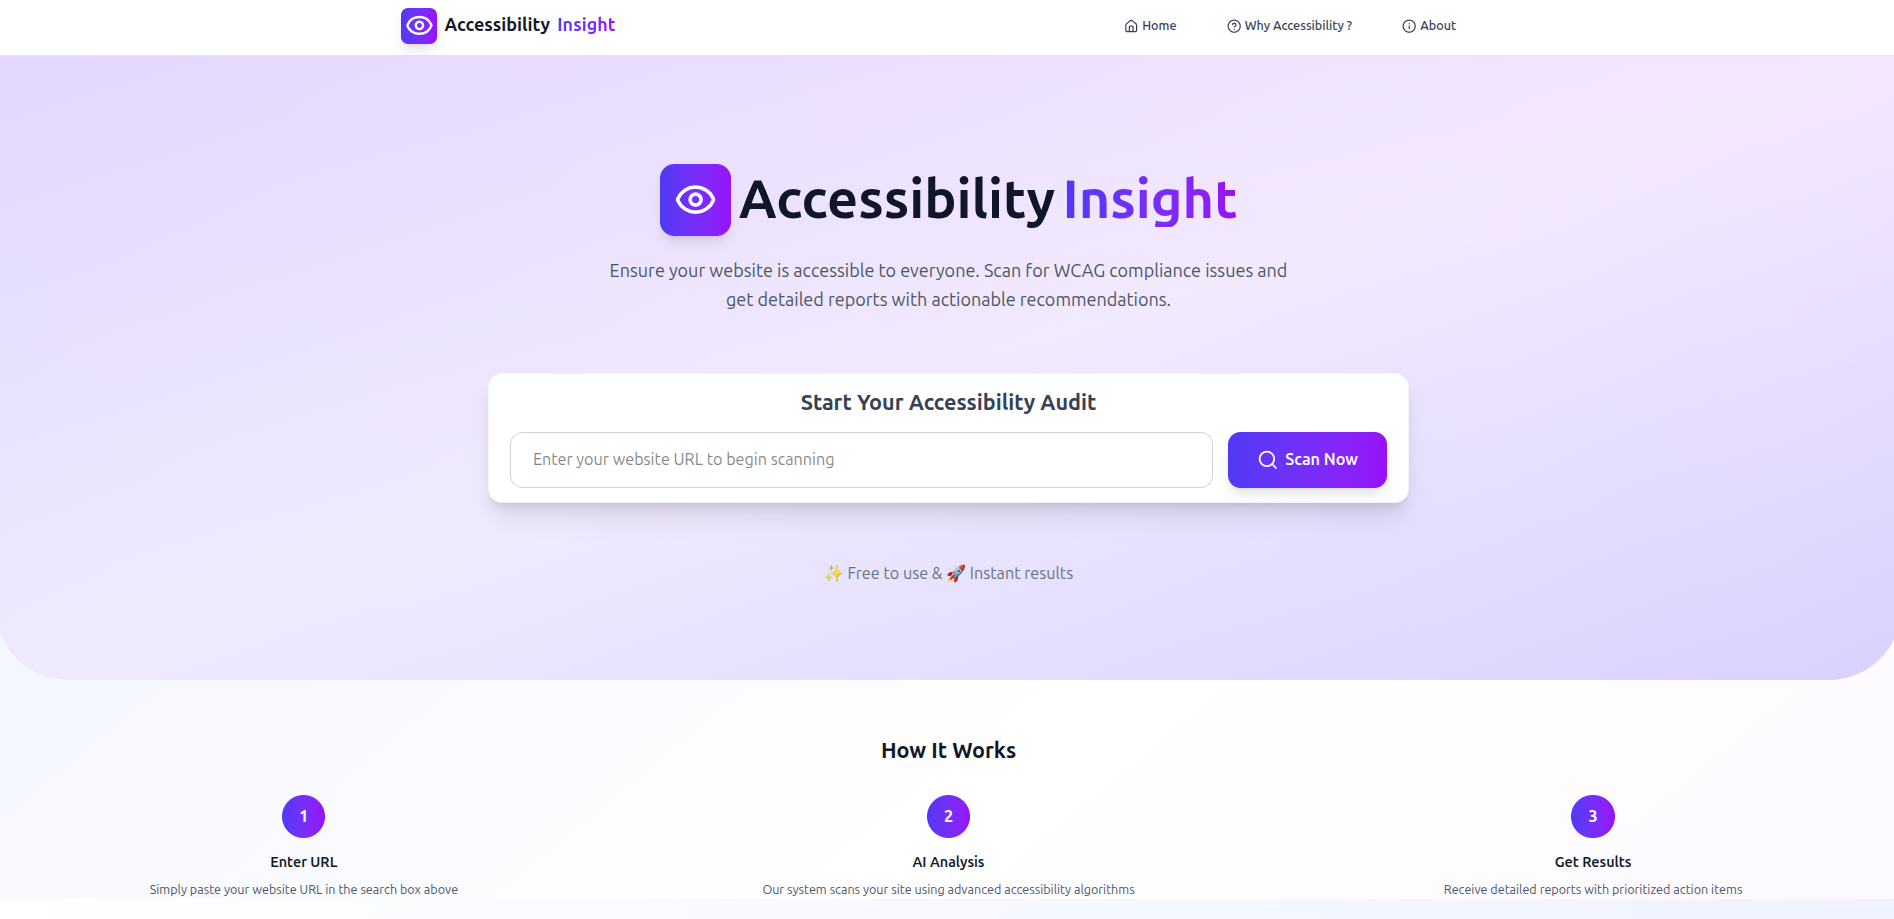 Accessibility Insight
Home
Why Accessibility ?
About
Accessibility Insight
Ensure your website is accessible to everyone. Scan for WCAG compliance issues and
get detailed reports with actionable recommendations.
Start Your Accessibility Audit
Enter your website URL to begin scanning
Scan Now
✨ Free to use & 🚀 Instant results
How It Works
1
Enter URL
Simply paste your website URL in the search box above
2
AI Analysis
Our system scans your site using advanced accessibility algorithms
3
Get Results
Receive detailed reports with prioritized action items